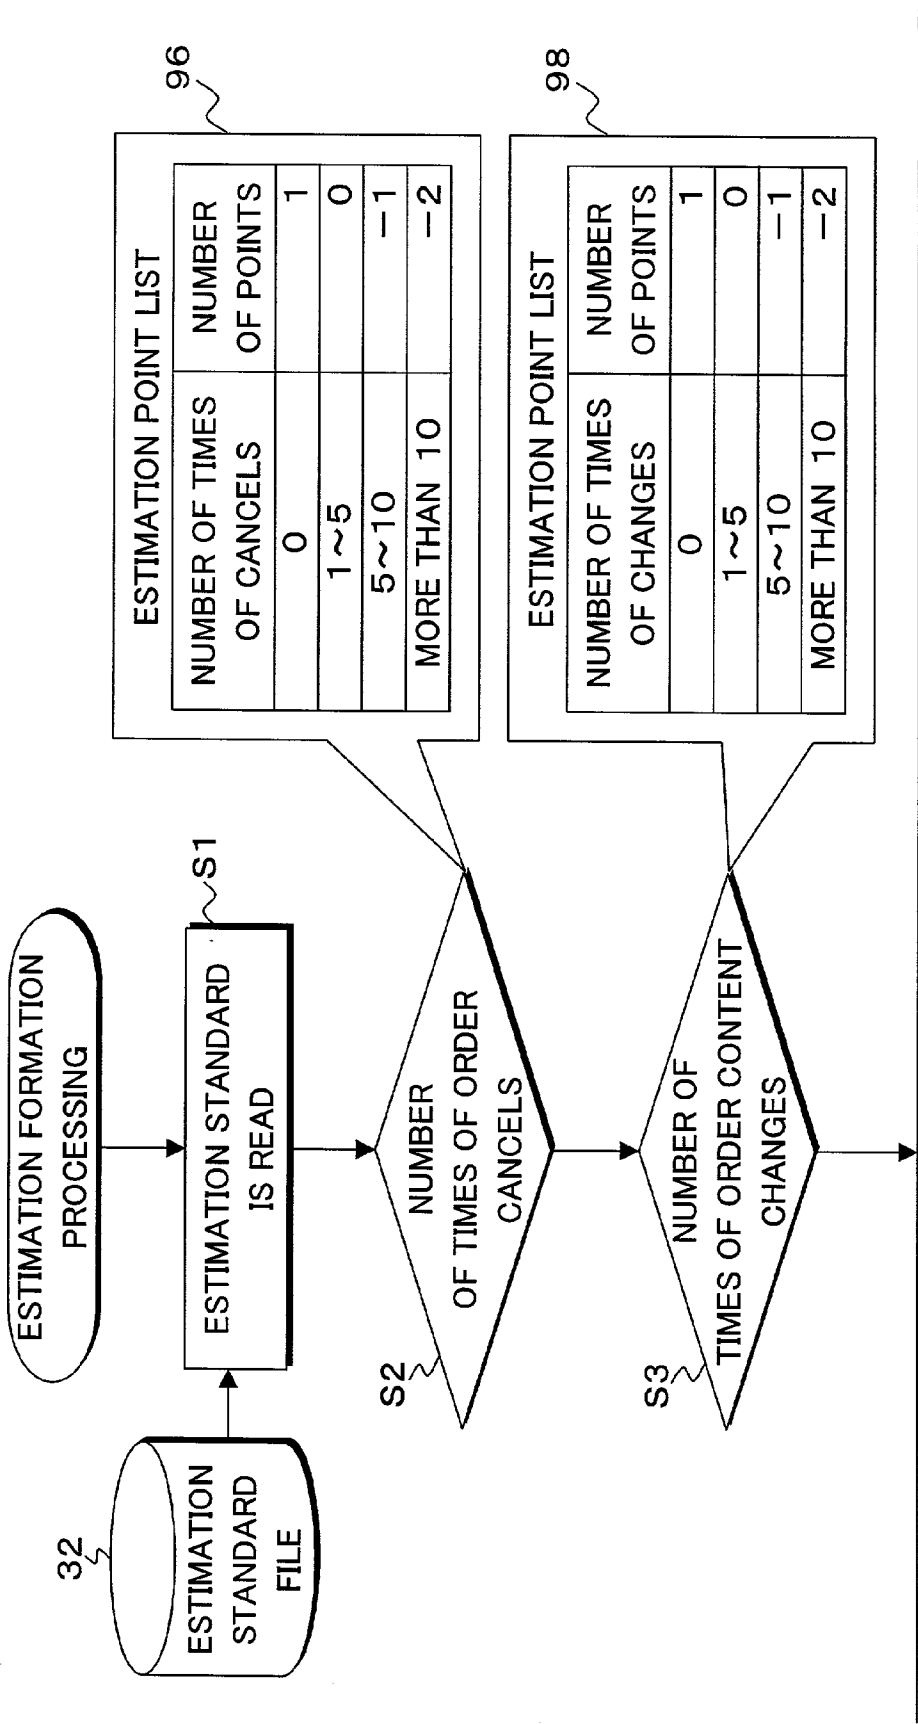 ESTIMATION FORMATION
PROCESSING
32
ESTIMATION
STANDARD
FILE
S1
ESTIMATION STANDARD
IS READ
S2
NUMBER
OF TIMES OF ORDER
CANCELS
96
ESTIMATION POINT LIST
NUMBER OF TIMES
OF CANCELS
NUMBER
OF POINTS
0 1
1~5 0
5~10 -1
MORE THAN 10 -2
S3
NUMBER OF
TIMES OF ORDER CONTENT
CHANGES
98
ESTIMATION POINT LIST
NUMBER OF TIMES
OF CHANGES
NUMBER
OF POINTS
0 1
1~5 0
5~10 -1
MORE THAN 10 -2